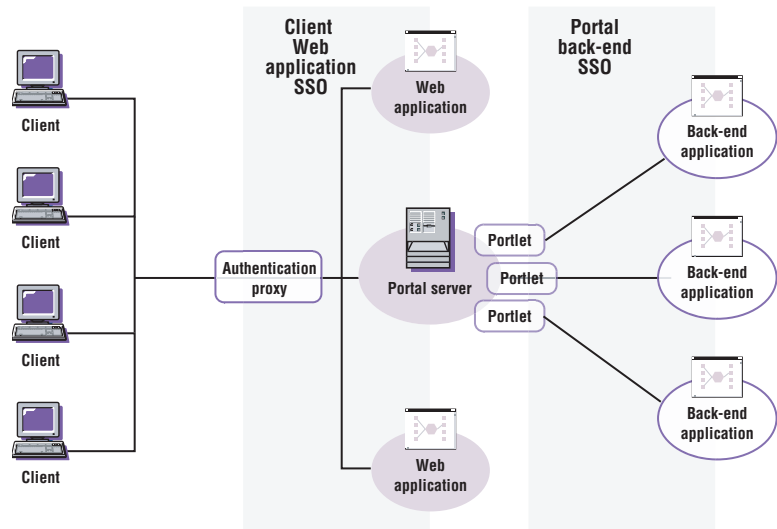 Client
Web
application
SSO
Portal
back-end
SSO
Client
Client
Client
Client
Authentication
proxy
Web
application
Portal server
Web
application
Portlet
Portlet
Portlet
Back-end
application
Back-end
application
Back-end
application